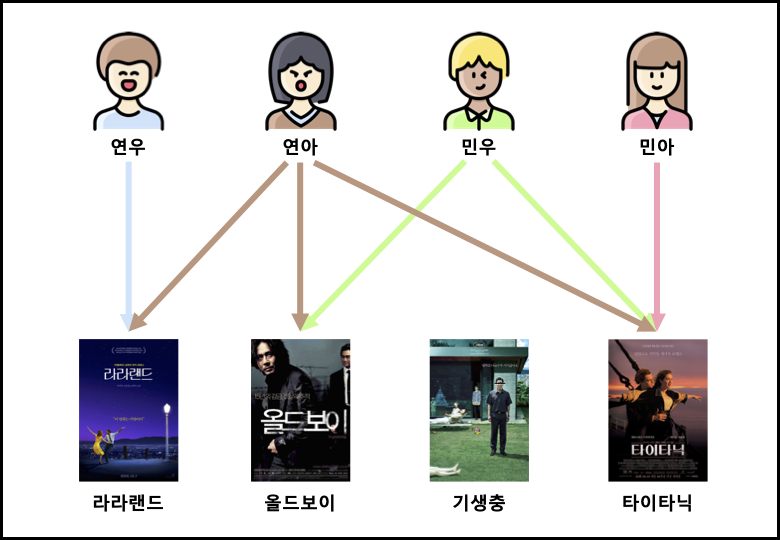 연우 연아 민우 민아
라라랜드
올드보이
타이타닉
라라랜드 올드보이 기생충 타이타닉